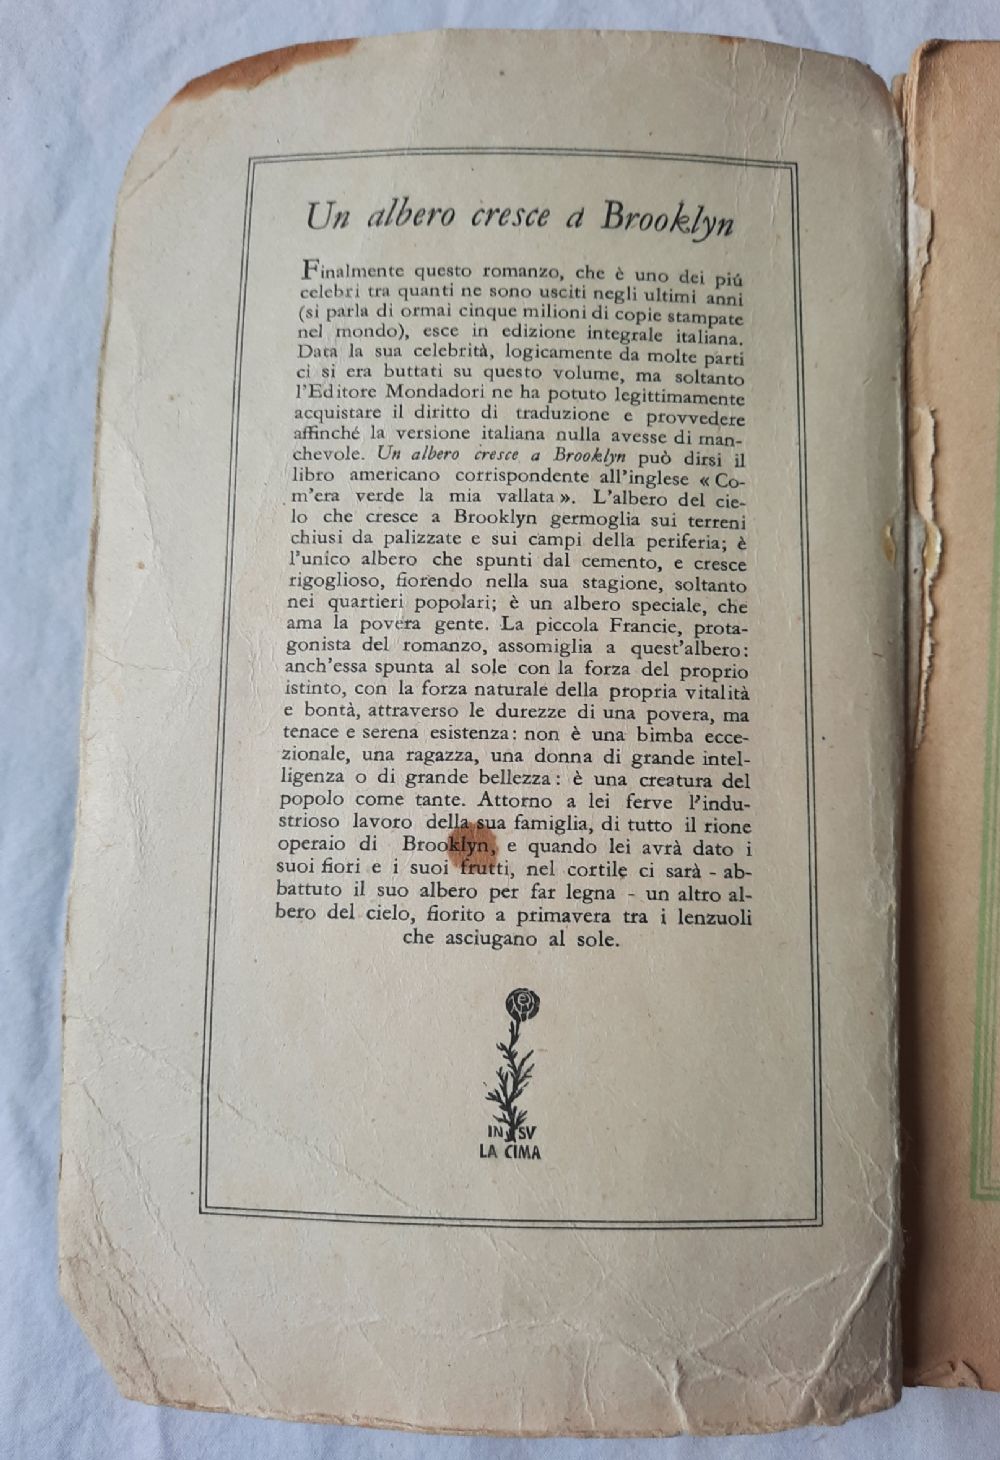 Un albero cresce a Brooklyn
Finalmente questo romanzo, che è uno dei piú
celebri tra quanti ne sono usciti negli ultimi anni
(si parla di ormai cinque milioni di copie stampate
nel mondo), esce in edizione integrale italiana.
Data la sua celebrità, logicamente da molte parti
ci si era buttati su questo volume, ma soltanto
l'Editore Mondadori ne ha potuto legittimamente
acquistare il diritto di traduzione e provvedere
affinché la versione italiana nulla avesse di man-
chevole. Un albero cresce a Brooklyn può dirsi il
libro americano corrispondente all'inglese « Co-
m'era verde la mia vallata ». L'albero del cie-
lo che cresce a Brooklyn germoglia sui terreni
chiusi da palizzate e sui campi della periferia; è
l'unico albero che spunti dal cemento, e cresce
rigoglioso, fiorendo nella sua stagione, soltanto
nei quartieri popolari; è un albero speciale, che
ama la povera gente. La piccola Francie, prota-
gonista del romanzo, assomiglia a quest'albero:
anch'essa spunta al sole con la forza del proprio
istinto, con la forza naturale della propria vitalità
e bontà, attraverso le durezze di una povera, ma
tenace e serena esistenza: non è una bimba ecce-
zionale, una ragazza, una donna di grande intel-
ligenza o di grande bellezza: è una creatura del
popolo come tante. Attorno a lei ferve l'indu-
strioso lavoro della sua famiglia, di tutto il rione
operaio di Brooklyn, e quando lei avrà dato i
suoi fiori e i suoi frutti, nel cortile ci sarà - ab-
battuto il suo albero per far legna - un altro al-
bero del cielo, fiorito a primavera tra i lenzuoli
che asciugano al sole.
IN SV
LA CIMA